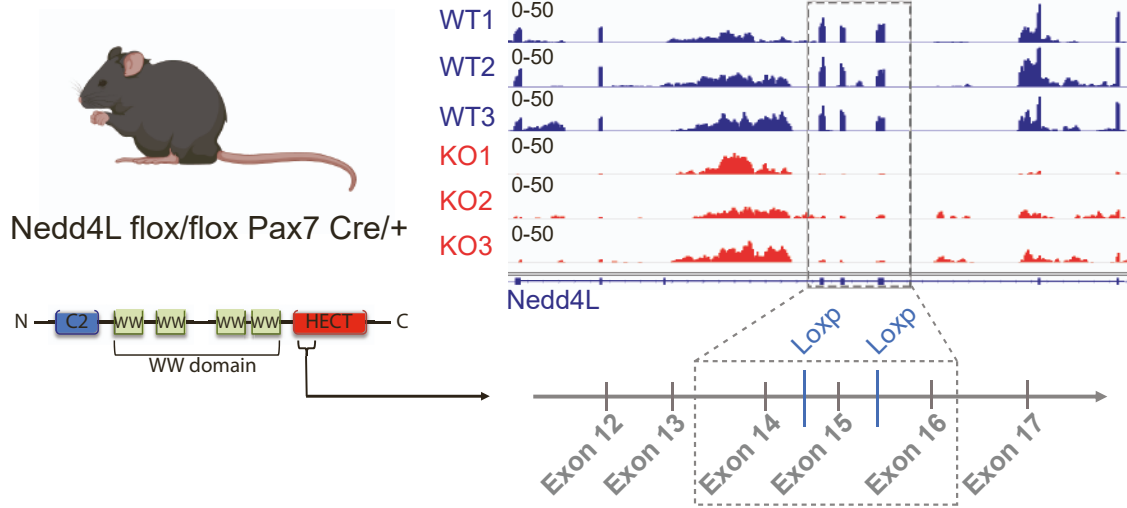 WT1
0-50
WT2
0-50
WT3
0-50
KO1
0-50
KO2
0-50
KO3
0-50
Nedd4L flox/flox Pax7 Cre/+
Nedd4L
N
C2
WW
WW
WW
WW
HECT
C
WW domain
Loxp
Loxp
Exon 12
Exon 13
Exon 14
Exon 15
Exon 16
Exon 17